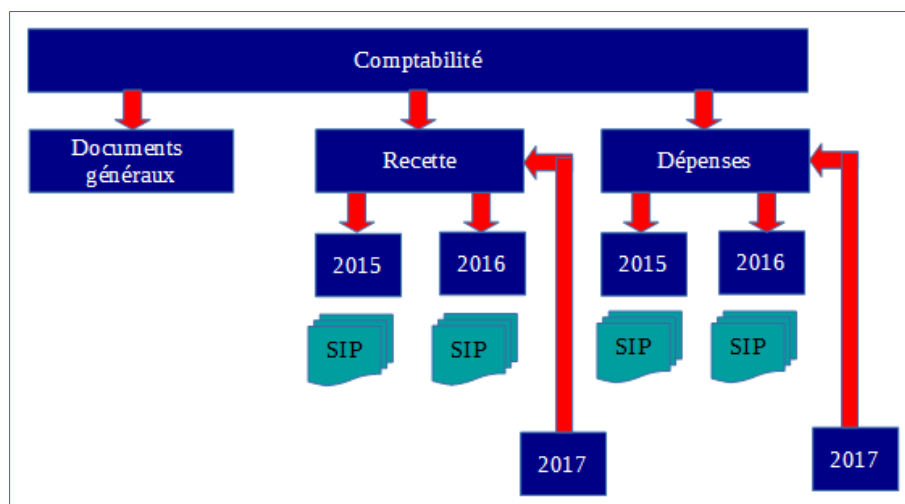 Comptabilité
Documents
généraux
Recette
Dépenses
2015
2016
2015
2016
SIP
SIP
SIP
SIP
2017
2017